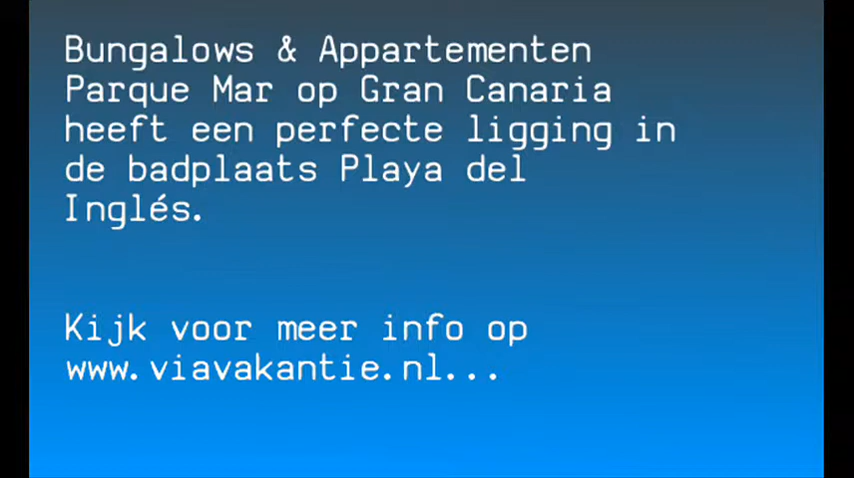 Bungalows & Appartementen
Parque Mar op Gran Canaria
heeft een perfecte ligging in
de badplaats Playa del
Inglés.
Kijk voor meer info op
www.viavakantie.nl...